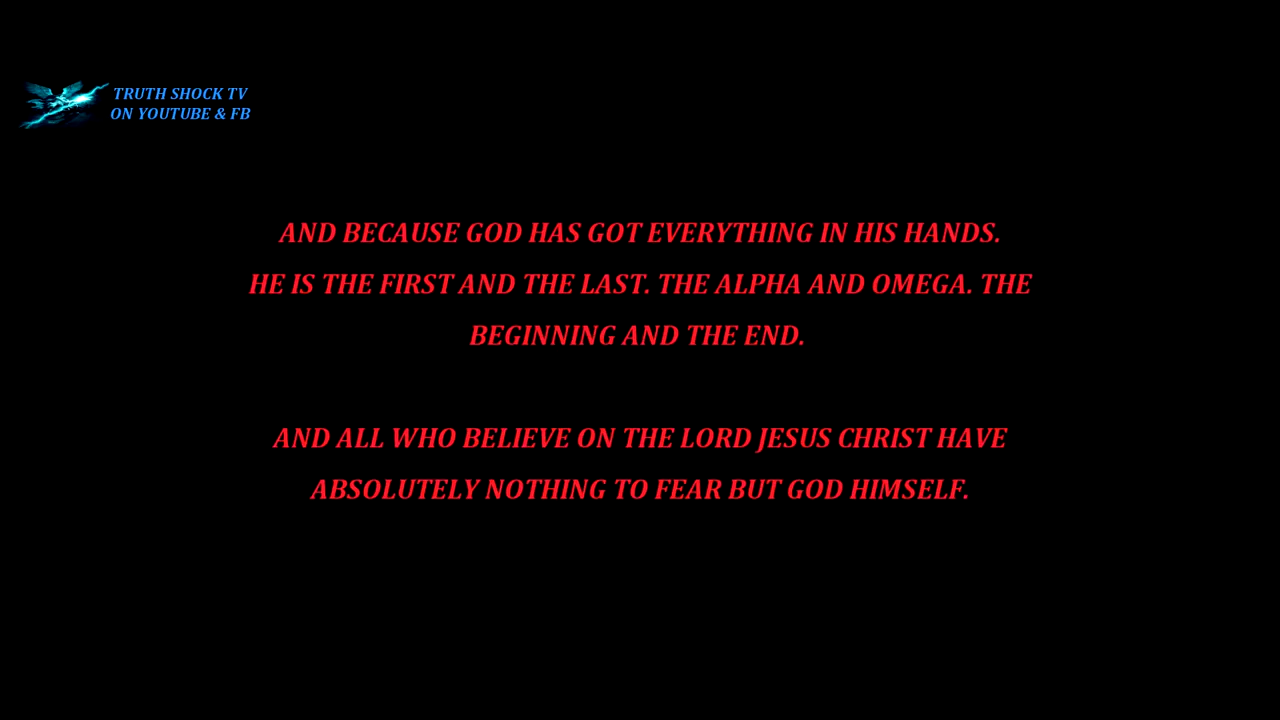 TRUTH SHOCK TV
ON YOUTUBE & FB
AND BECAUSE GOD HAS GOT EVERYTHING IN HIS HANDS.
HE IS THE FIRST AND THE LAST. THE ALPHA AND OMEGA. THE
BEGINNING AND THE END.
AND ALL WHO BELIEVE ON THE LORD JESUS CHRIST HAVE
ABSOLUTELY NOTHING TO FEAR BUT GOD HIMSELF.